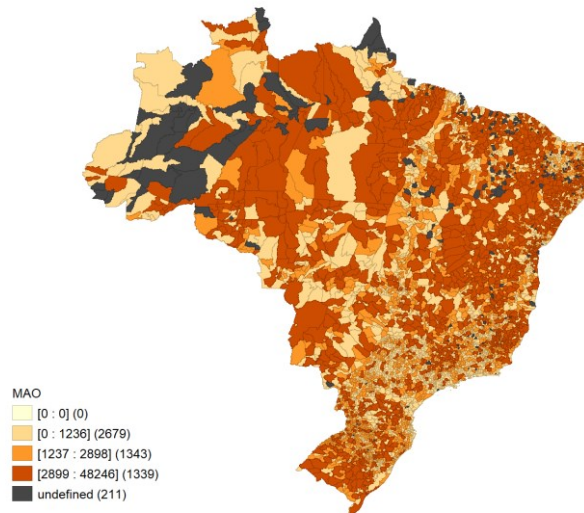 MAO
[0 : 0] (0)
[0 : 1236] (2679)
[1237 : 2898] (1343)
[2899 : 48246] (1339)
undefined (211)